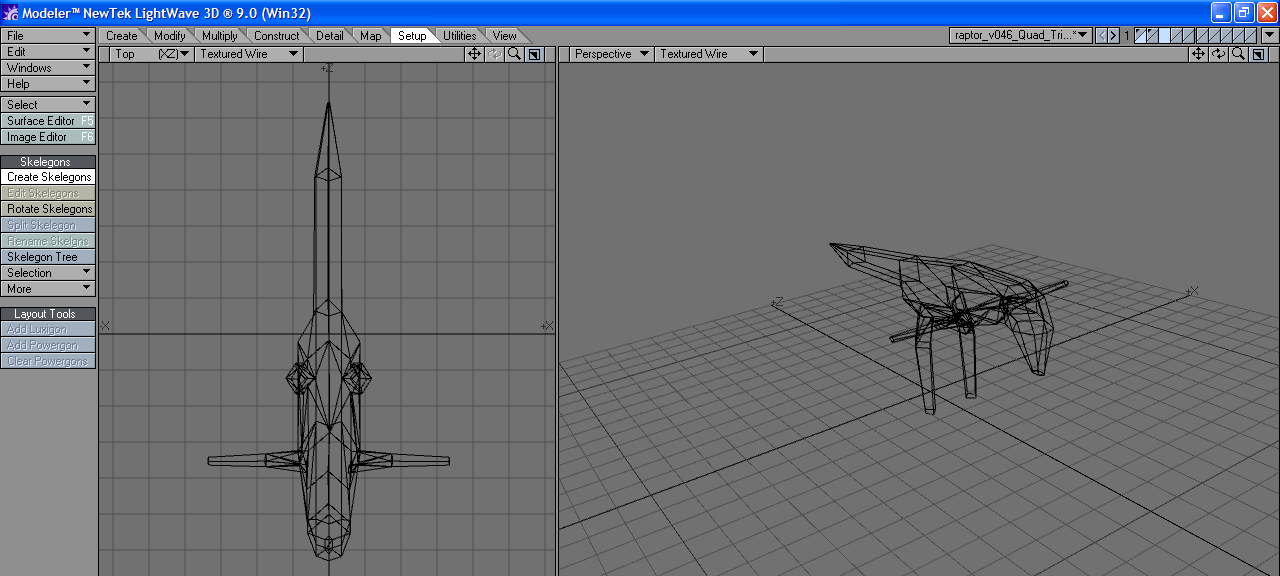 Modeler™ NewTek LightWave 3D ® 9.0 (Win32)
File
Edit
Windows
Help
Select
Surface Editor F5
Image Editor F6
Skelegons
Create Skelegons
Edit Skelegons
Rotate Skelegons
Split Skelegon
Rename Skelgns
Skelegon Tree
Selection
More
Layout Tools
Add Luxigon
Add Powergon
Clear Powergons
Create Modify Multiply Construct Detail Map Setup Utilities View
raptor_v046_Quad_Tri...* 1
Top (XZ) Textured Wire
+Z
-X
+X
-Z
Perspective Textured Wire
-Z
-X